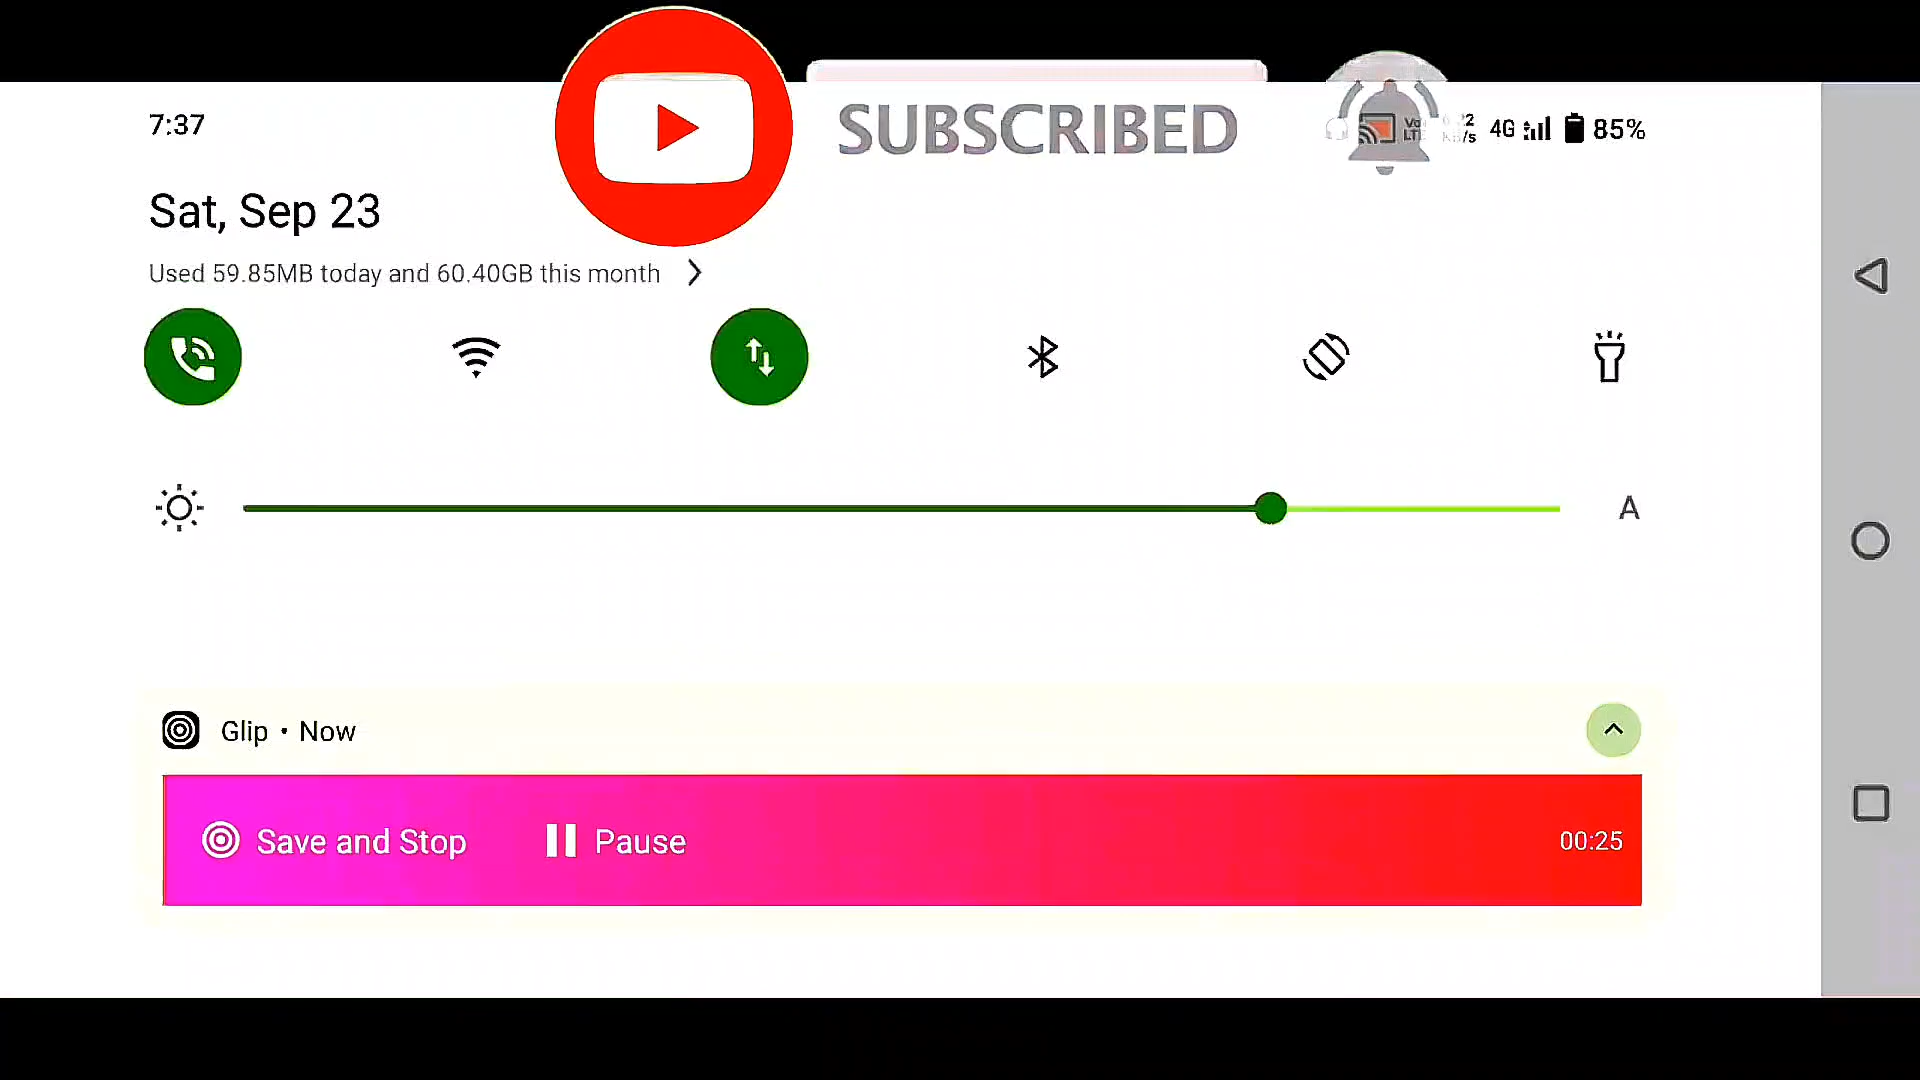 7:37
SUBSCRIBED
4G 85%
Sat, Sep 23
Used 59.85MB today and 60.40GB this month
A
Glip • Now
Save and Stop
Pause
00:25